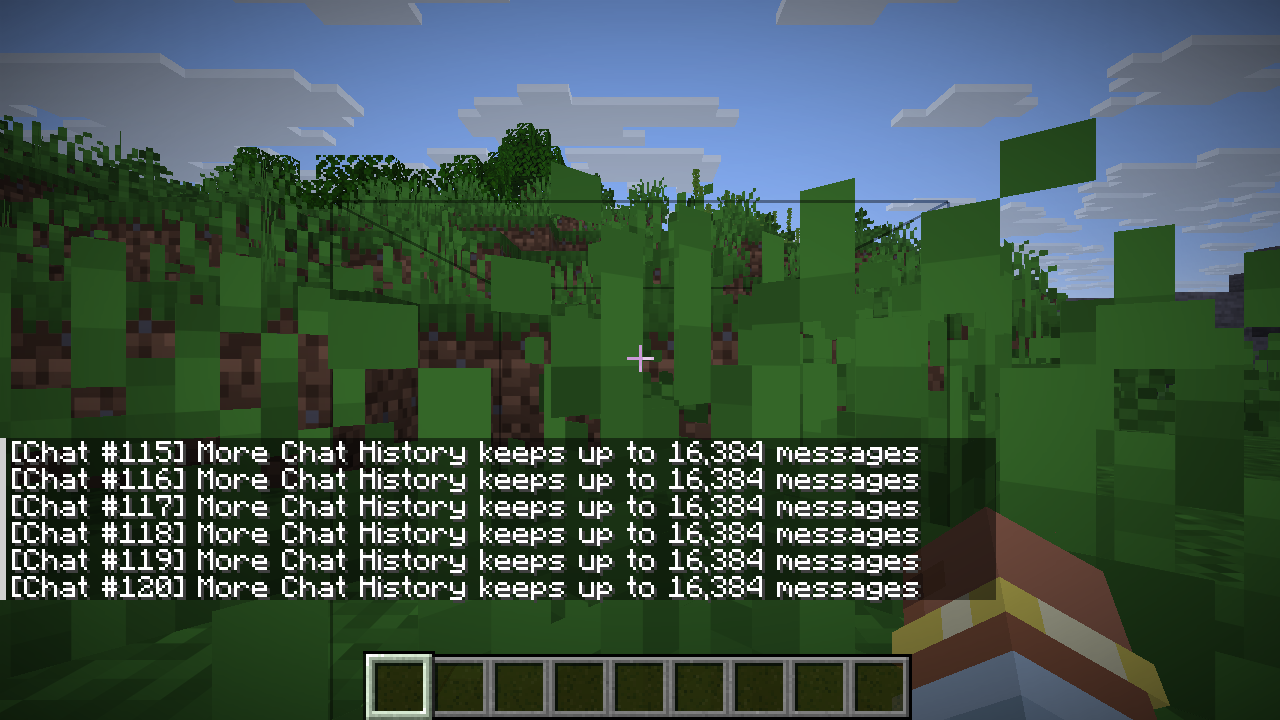 [Chat #115] More Chat History keeps up to 16,384 messages
[Chat #116] More Chat History keeps up to 16,384 messages
[Chat #117] More Chat History keeps up to 16,384 messages
[Chat #118] More Chat History keeps up to 16,384 messages
[Chat #119] More Chat History keeps up to 16,384 messages
[Chat #120] More Chat History keeps up to 16,384 messages